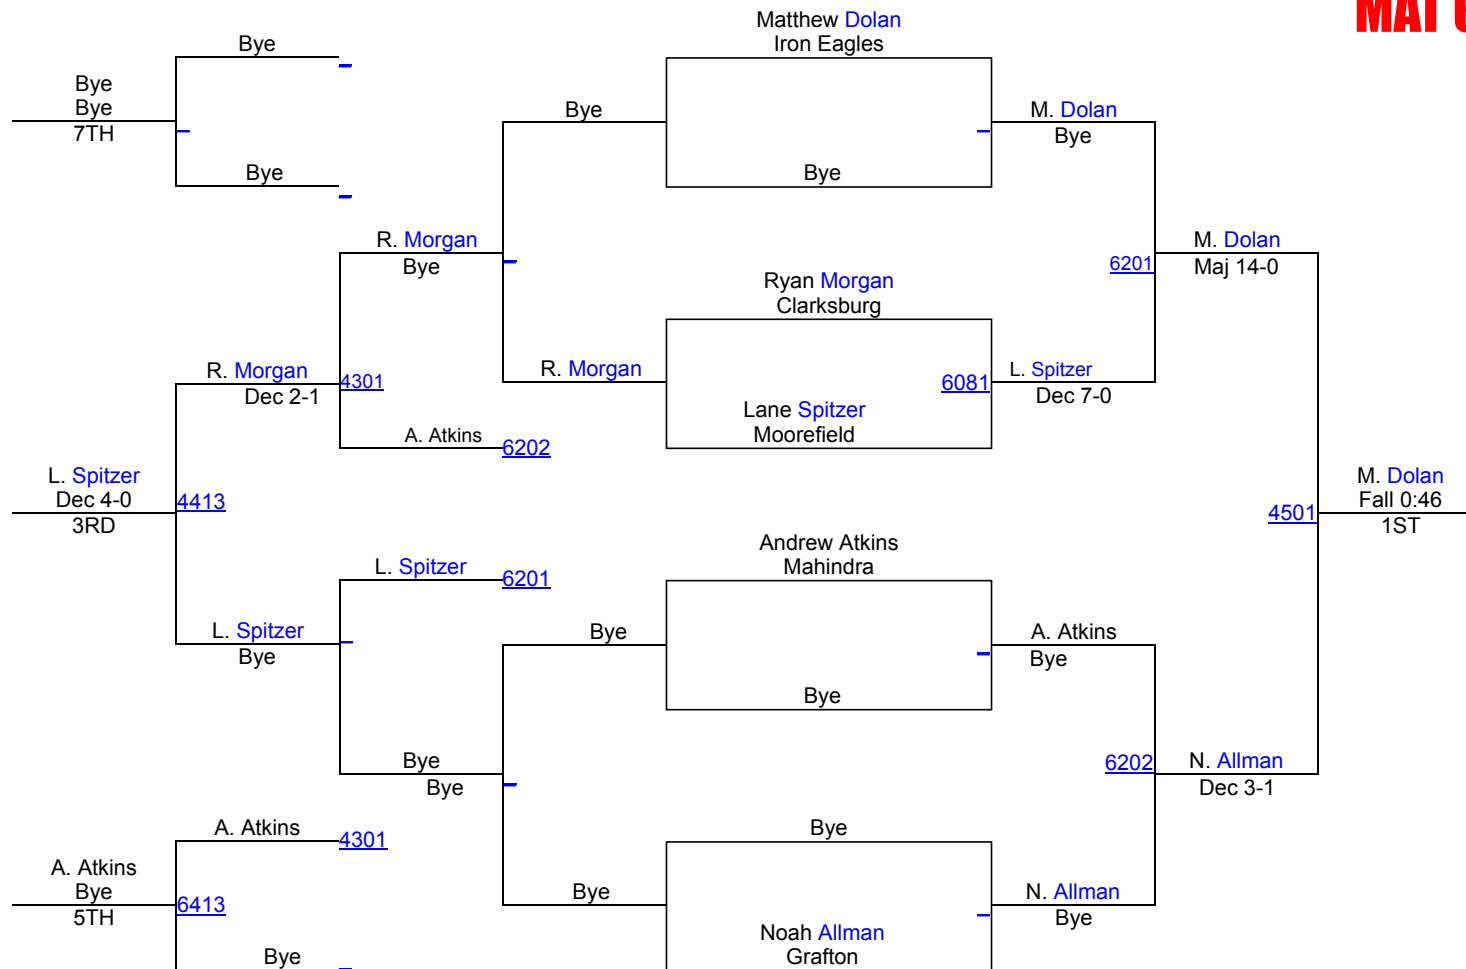 MAT
Matthew Dolan
Iron Eagles
Bye
Bye
Bye
7TH
Bye
Bye
M. Dolan
Bye
Bye
R. Morgan
Bye
M. Dolan
6201
Maj 14-0
Ryan Morgan
Clarksburg
R. Morgan
4301
Dec 2-1
R. Morgan
6081
L. Spitzer
Dec 7-0
Lane Spitzer
Moorefield
A. Atkins
6202
L. Spitzer
Dec 4-0
4413
3RD
M. Dolan
Fall 0:46
4501
1ST
Andrew Atkins
Mahindra
L. Spitzer
6201
L. Spitzer
Bye
Bye
A. Atkins
Bye
Bye
Bye
Bye
6202
N. Allman
Dec 3-1
A. Atkins
4301
Bye
A. Atkins
Bye
6413
5TH
Bye
N. Allman
Bye
Noah Allman
Grafton
Bye